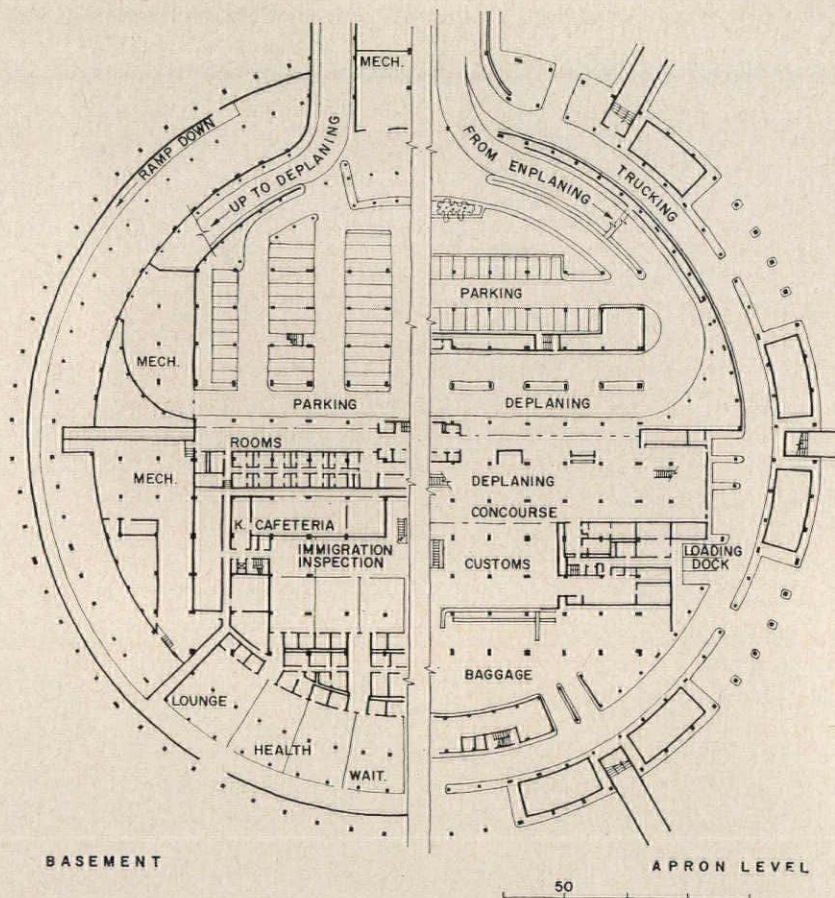 MECH.
RAMP DOWN
UP TO DEPLANING
FROM ENPLANING
TRUCKING
PARKING
MECH.
PARKING
DEPLANING
ROOMS
MECH.
DEPLANING
CONCOURSE
K. CAFETERIA
IMMIGRATION
INSPECTION
CUSTOMS
LOADING
DOCK
BAGGAGE
LOUNGE
HEALTH
WAIT.
BASEMENT
APRON LEVEL
50